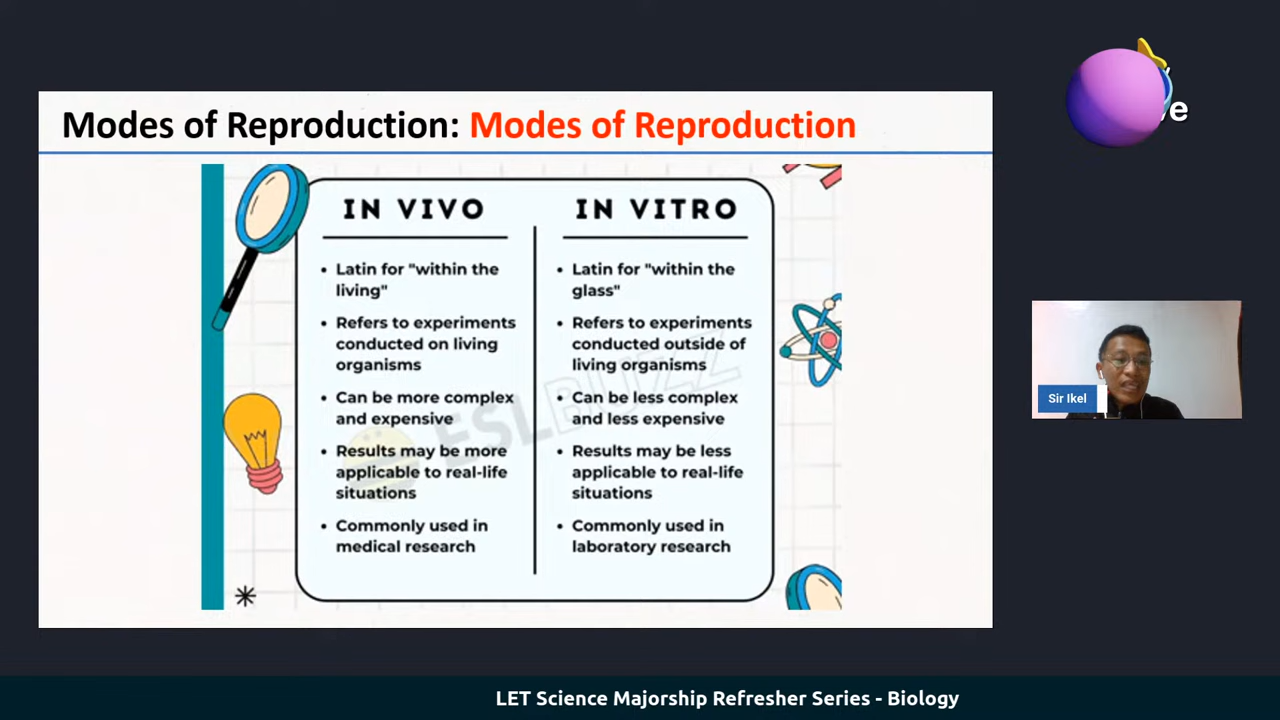 Modes of Reproduction: Modes of Reproduction
IN VIVO
• Latin for "within the
living"
• Refers to experiments
conducted on living
organisms
• Can be more complex
and expensive
• Results may be more
applicable to real-life
situations
• Commonly used in
medical research
IN VITRO
• Latin for "within the
glass"
• Refers to experiments
conducted outside of
living organisms
• Can be less complex
and less expensive
• Results may be less
applicable to real-life
situations
• Commonly used in
laboratory research
ESLBUZZ
Sir Ikel
LET Science Majorship Refresher Series - Biology